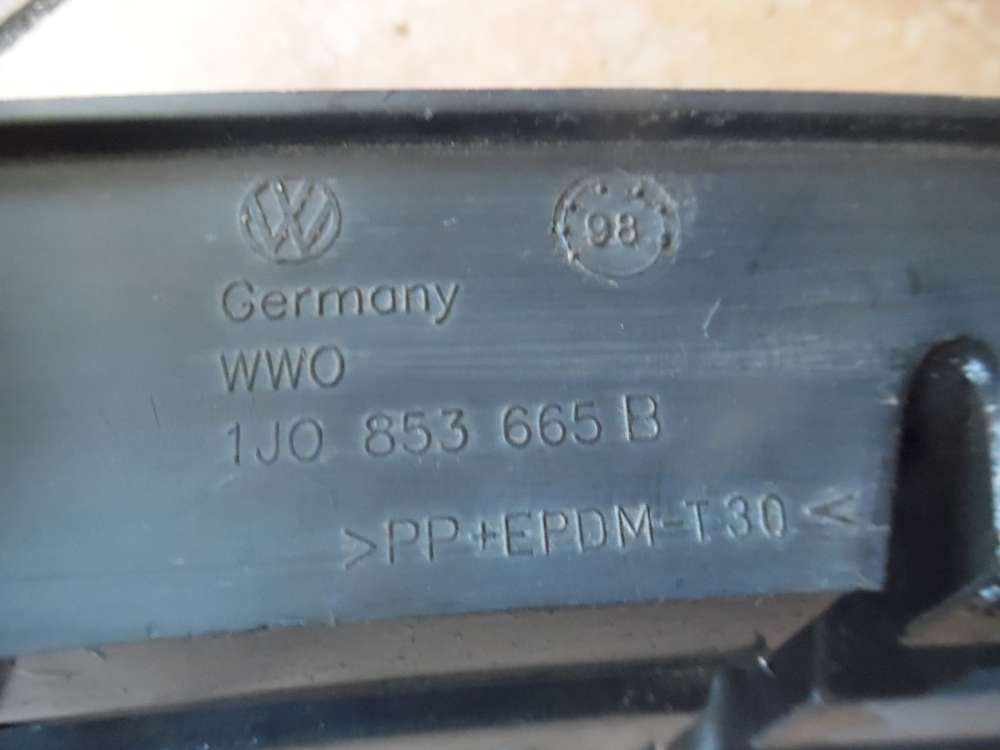 98
Germany
WWO
1J0 853 665 B
>PP+EPDM-T30<